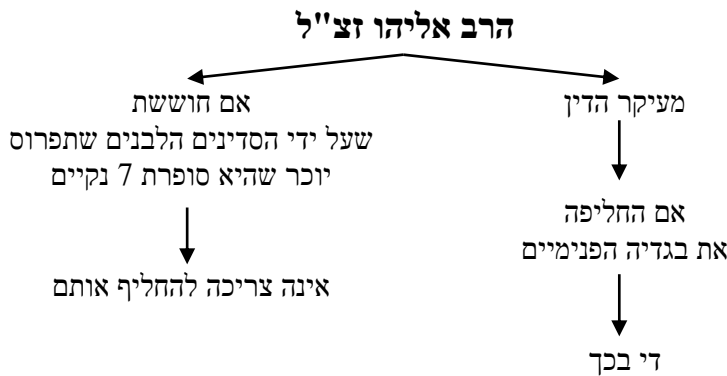 הרב אליהו זצ"ל
מעיקר הדין
אם החליפה
את בגדיה הפנימיים
די בכך
אם חוששת
שעל ידי הסדינים הלבנים שתפרוס
יוכר שהיא סופרת 7 נקיים
אינה צריכה להחליף אותם